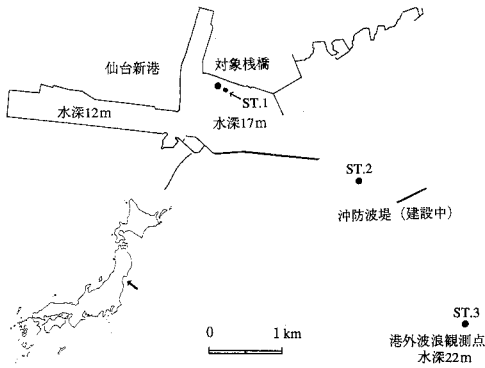 仙台新港
対象桟橋
ST.1
水深12m
水深17m
ST.2
沖防波堤（建設中）
ST.3
港外波浪観測点
水深22m
0 1km